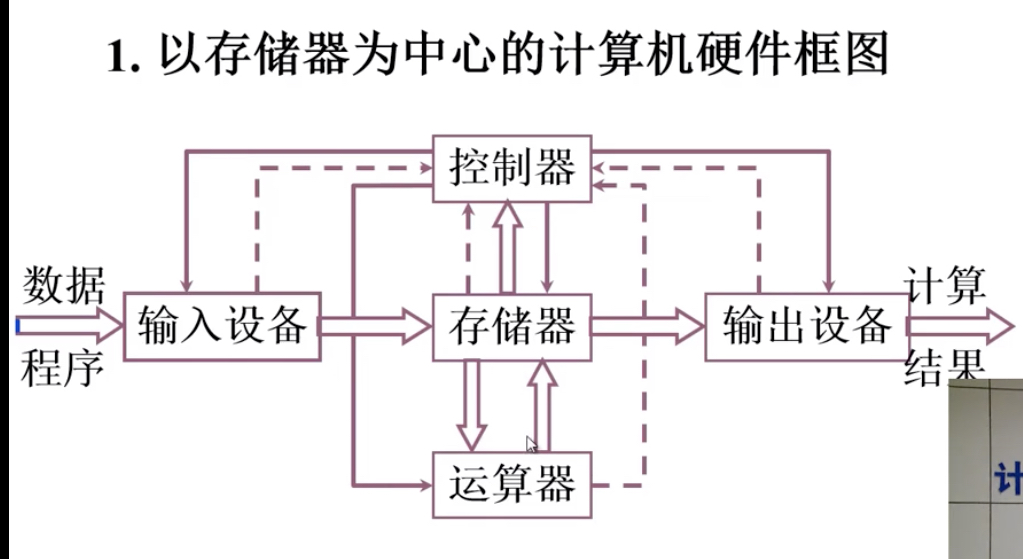 1. 以存储器为中心的计算机硬件框图
控制器
数据
程序
输入设备
存储器
输出设备
计算
结果
运算器
计